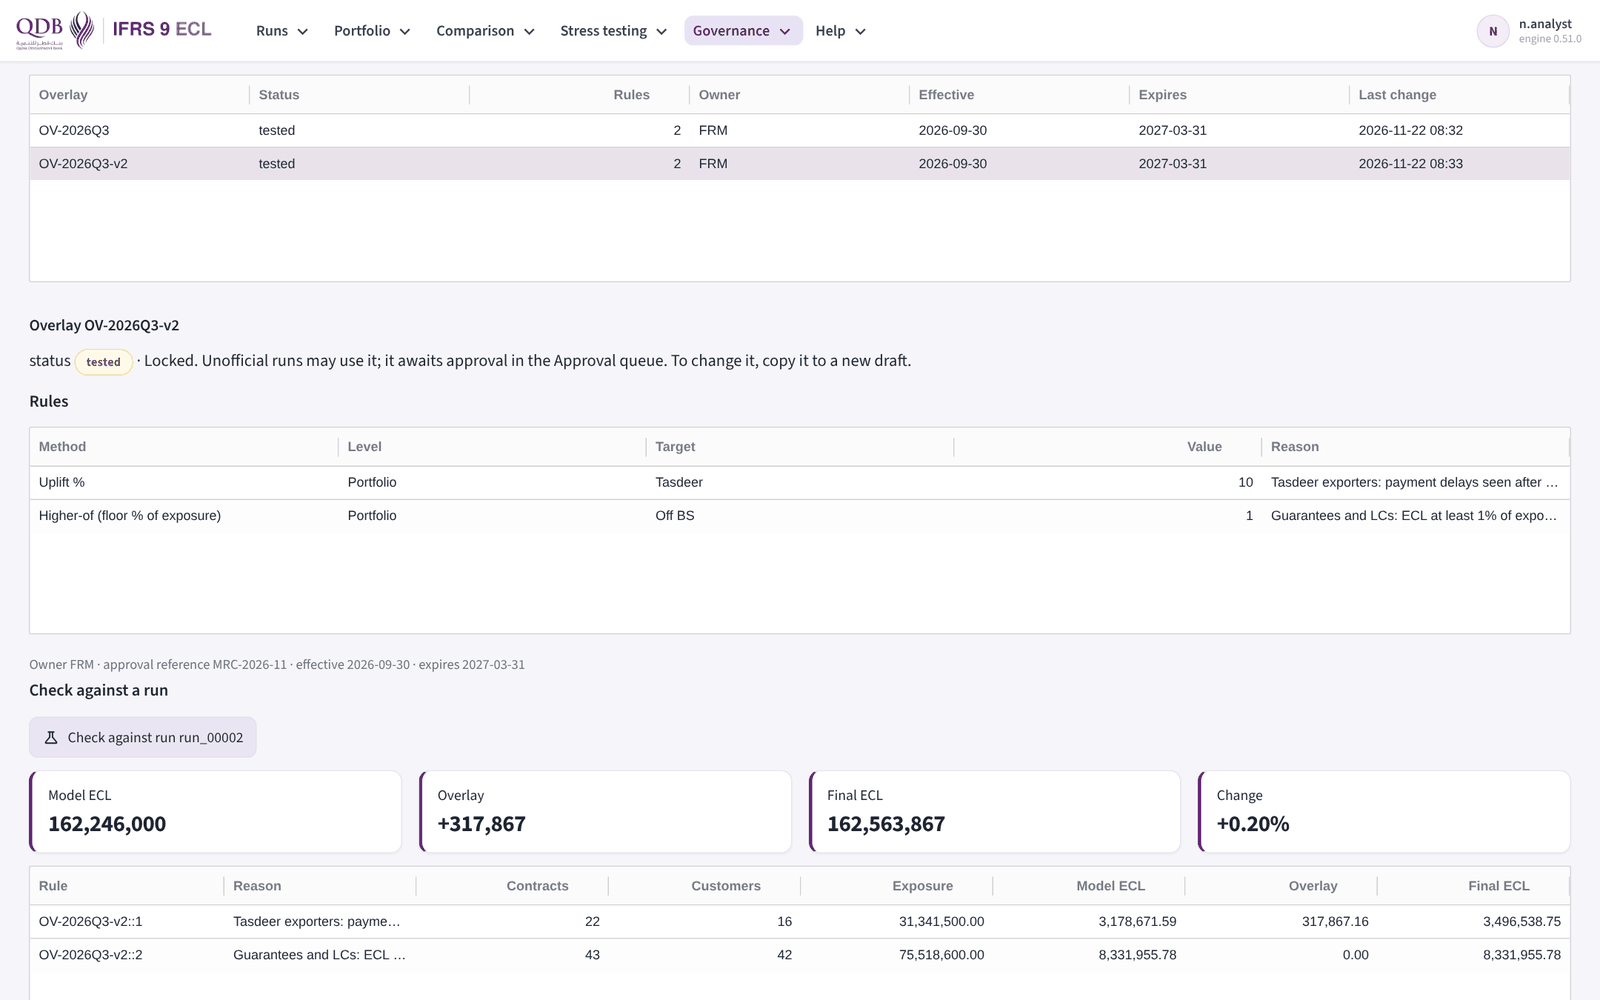 QDB
بنك قطر للتنمية
IFRS 9 ECL
Runs
Portfolio
Comparison
Stress testing
Governance
Help
N
n.analyst
engine 0.51.0
Overlay Status Rules Owner Effective Expires Last change
OV-2026Q3 tested 2 FRM 2026-09-30 2027-03-31 2026-11-22 08:32
OV-2026Q3-v2 tested 2 FRM 2026-09-30 2027-03-31 2026-11-22 08:33
Overlay OV-2026Q3-v2
status tested · Locked. Unofficial runs may use it; it awaits approval in the Approval queue. To change it, copy it to a new draft.
Rules
Method Level Target Value Reason
Uplift % Portfolio Tasdeer 10 Tasdeer exporters: payment delays seen after ...
Higher-of (floor % of exposure) Portfolio Off BS 1 Guarantees and LCs: ECL at least 1% of expo...
Owner FRM · approval reference MRC-2026-11 · effective 2026-09-30 · expires 2027-03-31
Check against a run
Check against run run_00002
Model ECL
162,246,000
Overlay
+317,867
Final ECL
162,563,867
Change
+0.20%
Rule Reason Contracts Customers Exposure Model ECL Overlay Final ECL
OV-2026Q3-v2::1 Tasdeer exporters: payme... 22 16 31,341,500.00 3,178,671.59 317,867.16 3,496,538.75
OV-2026Q3-v2::2 Guarantees and LCs: ECL ... 43 42 75,518,600.00 8,331,955.78 0.00 8,331,955.78